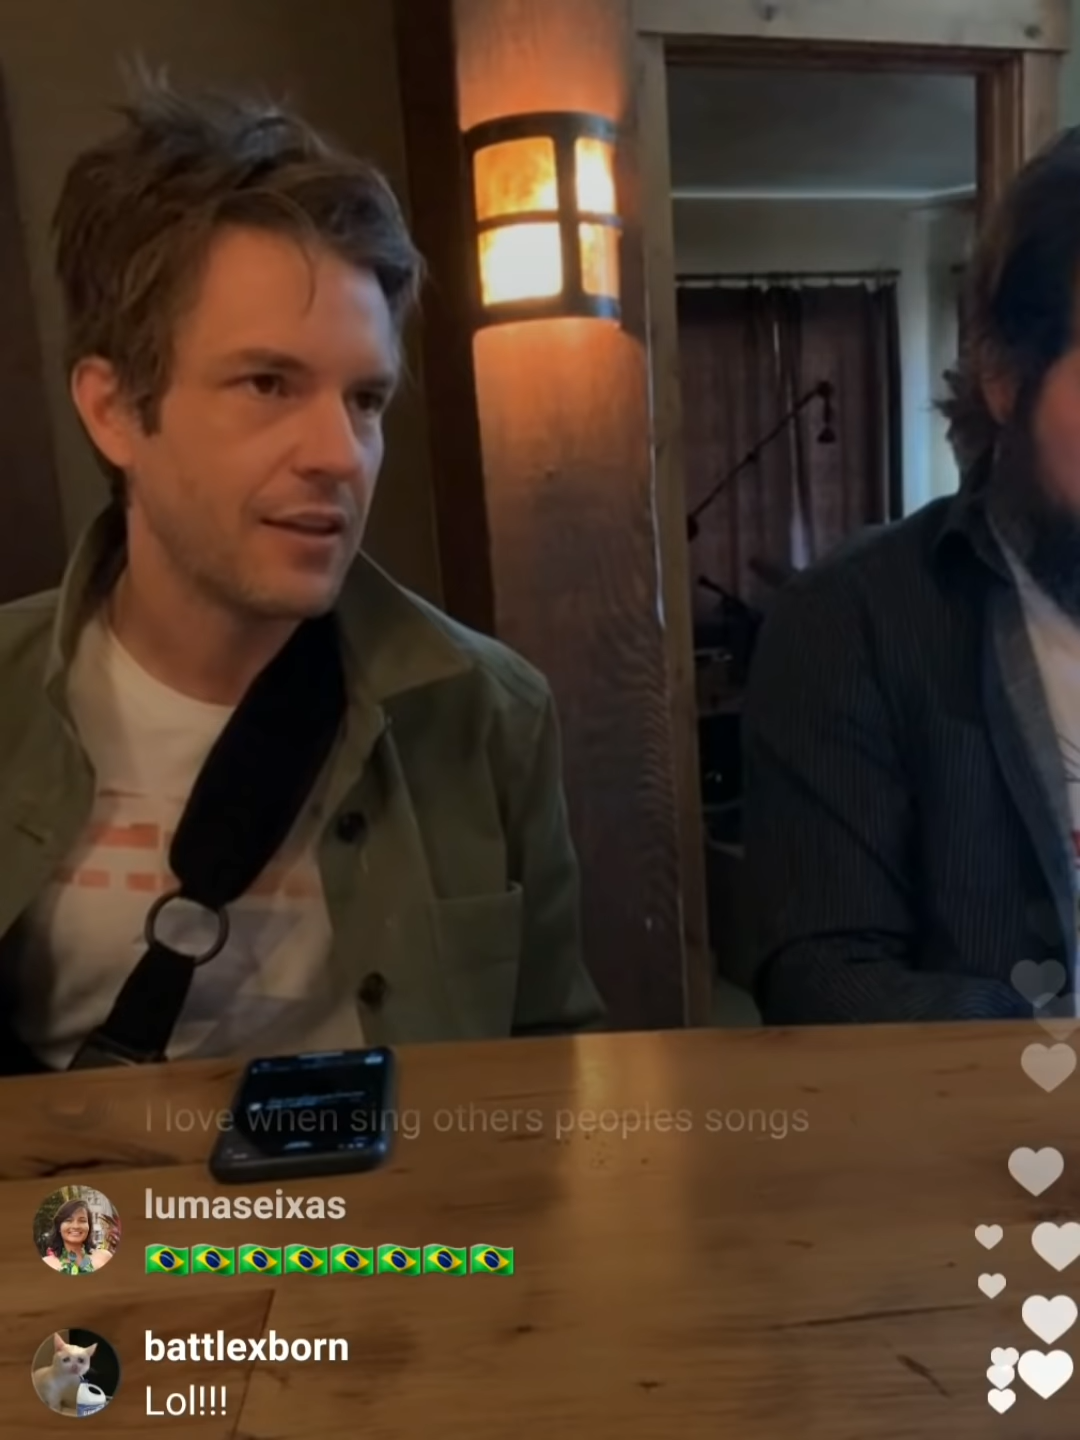 I love when sing others peoples songs
lumaseixas
🇧🇷🇧🇷🇧🇷🇧🇷🇧🇷🇧🇷🇧🇷🇧🇷
battlexborn
Lol!!!